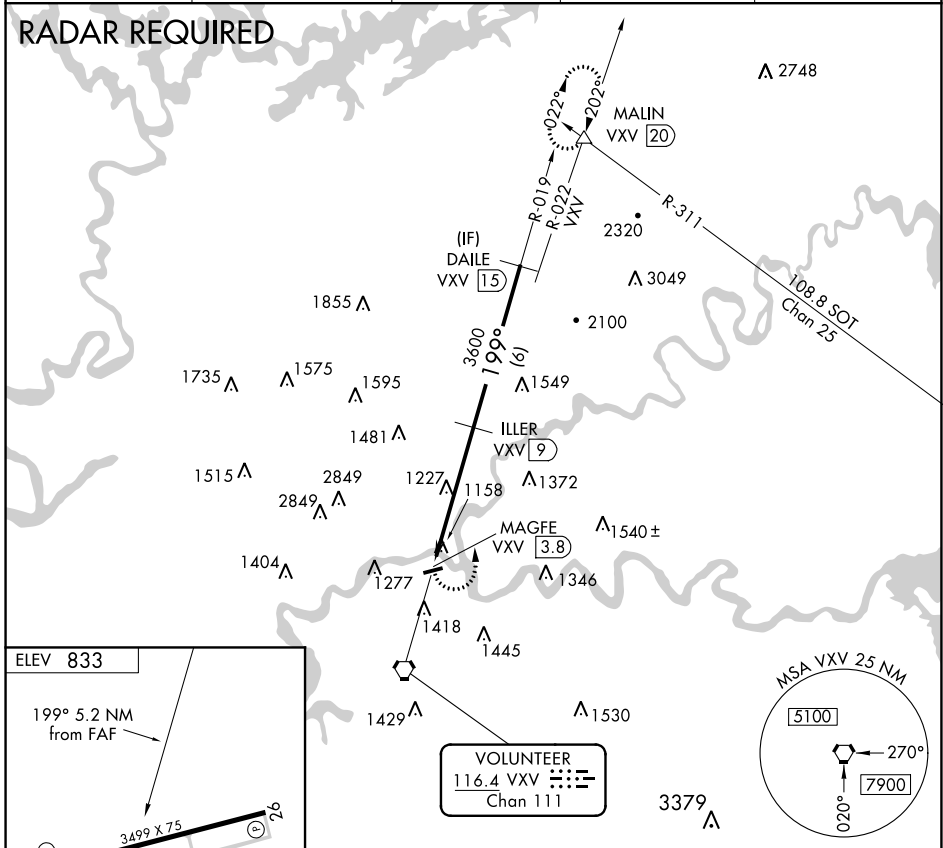 RADAR REQUIRED
2748
022°
202°
MALIN
VXV 20
R-019
R-022
VXV
R-311
2320
(IF)
DAILE
VXV 15
3049
108.8 SOT
Chan 25
1855
2100
3600
199°
(6)
1735
1575
1595
1549
1481
ILLER
VXV 9
1515
2849
2849
1227
1158
1372
MAGFE
VXV 3.8
1540 ±
1404
1277
1346
1418
1445
ELEV 833
199° 5.2 NM
from FAF
1429
1530
MSA VXV 25 NM
5100
270°
7900
020°
VOLUNTEER
116.4 VXV
Chan 111
3379
3499 X 75
P
26